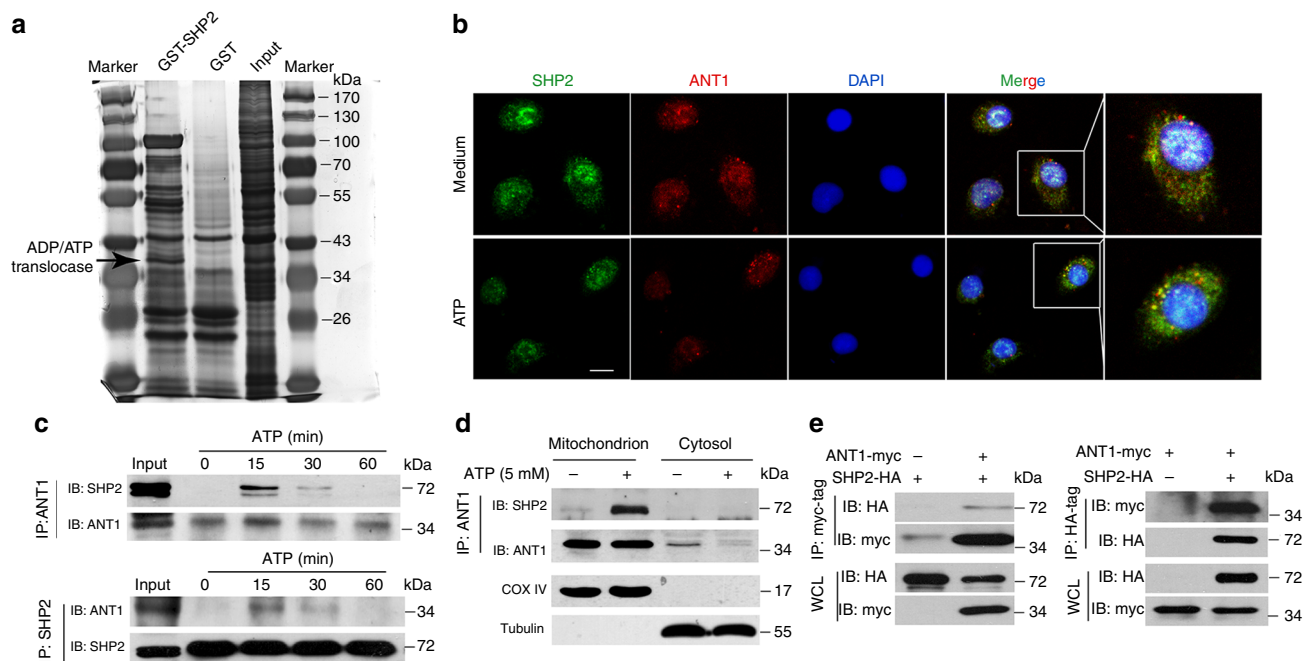 a
Marker GST-SHP2 GST Input Marker
kDa
170
130
100
70
55
43
34
26
ADP/ATP
translocase
b
SHP2 ANT1 DAPI Merge
Medium
ATP
c
ATP (min)
Input 0 15 30 60 kDa
IP:ANT1
IB: SHP2 72
IB: ANT1 34
ATP (min)
Input 0 15 30 60 kDa
P: SHP2
IB: ANT1 34
IB: SHP2 72
d
Mitochondrion Cytosol
ATP (5 mM) – + – + kDa
IP: ANT1
IB: SHP2 72
IB: ANT1 34
COX IV 17
Tubulin 55
e
ANT1-myc – +
SHP2-HA + + kDa
IP: myc-tag
IB: HA 72
IB: myc 34
WCL
IB: HA 72
IB: myc 34
ANT1-myc + +
SHP2-HA – + kDa
IP: HA-tag
IB: myc 34
IB: HA 72
WCL
IB: HA 72
IB: myc 34